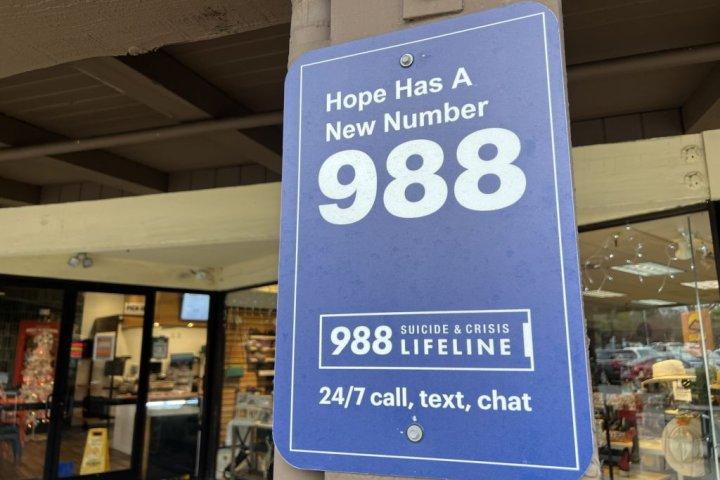 Hope Has A
New Number
988
988 SUICIDE & CRISIS
LIFELINE
24/7 call, text, chat